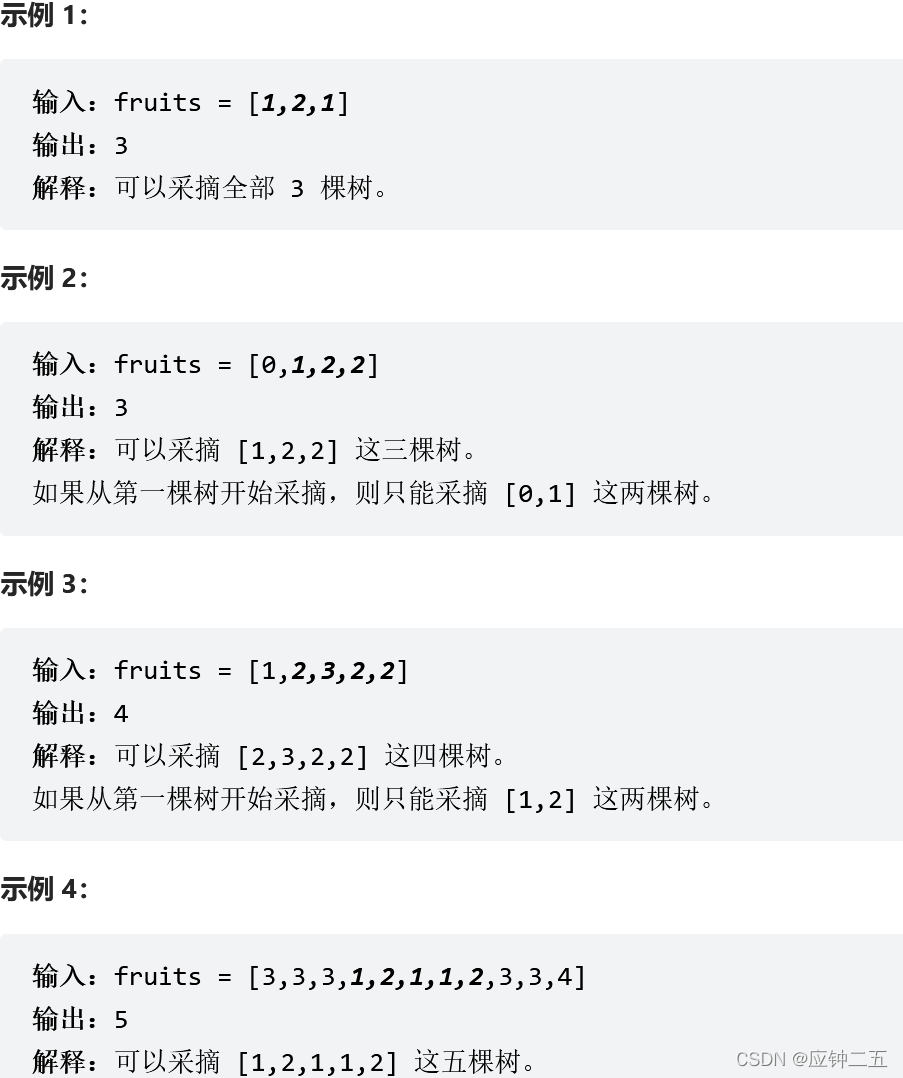 示例 1：
输入：fruits = [1,2,1]
输出：3
解释：可以采摘全部 3 棵树。
示例 2：
输入：fruits = [0,1,2,2]
输出：3
解释：可以采摘 [1,2,2] 这三棵树。
如果从第一棵树开始采摘，则只能采摘 [0,1] 这两棵树。
示例 3：
输入：fruits = [1,2,3,2,2]
输出：4
解释：可以采摘 [2,3,2,2] 这四棵树。
如果从第一棵树开始采摘，则只能采摘 [1,2] 这两棵树。
示例 4：
输入：fruits = [3,3,3,1,2,1,1,2,3,3,4]
输出：5
解释：可以采摘 [1,2,1,1,2] 这五棵树。
CSDN @应钟二五